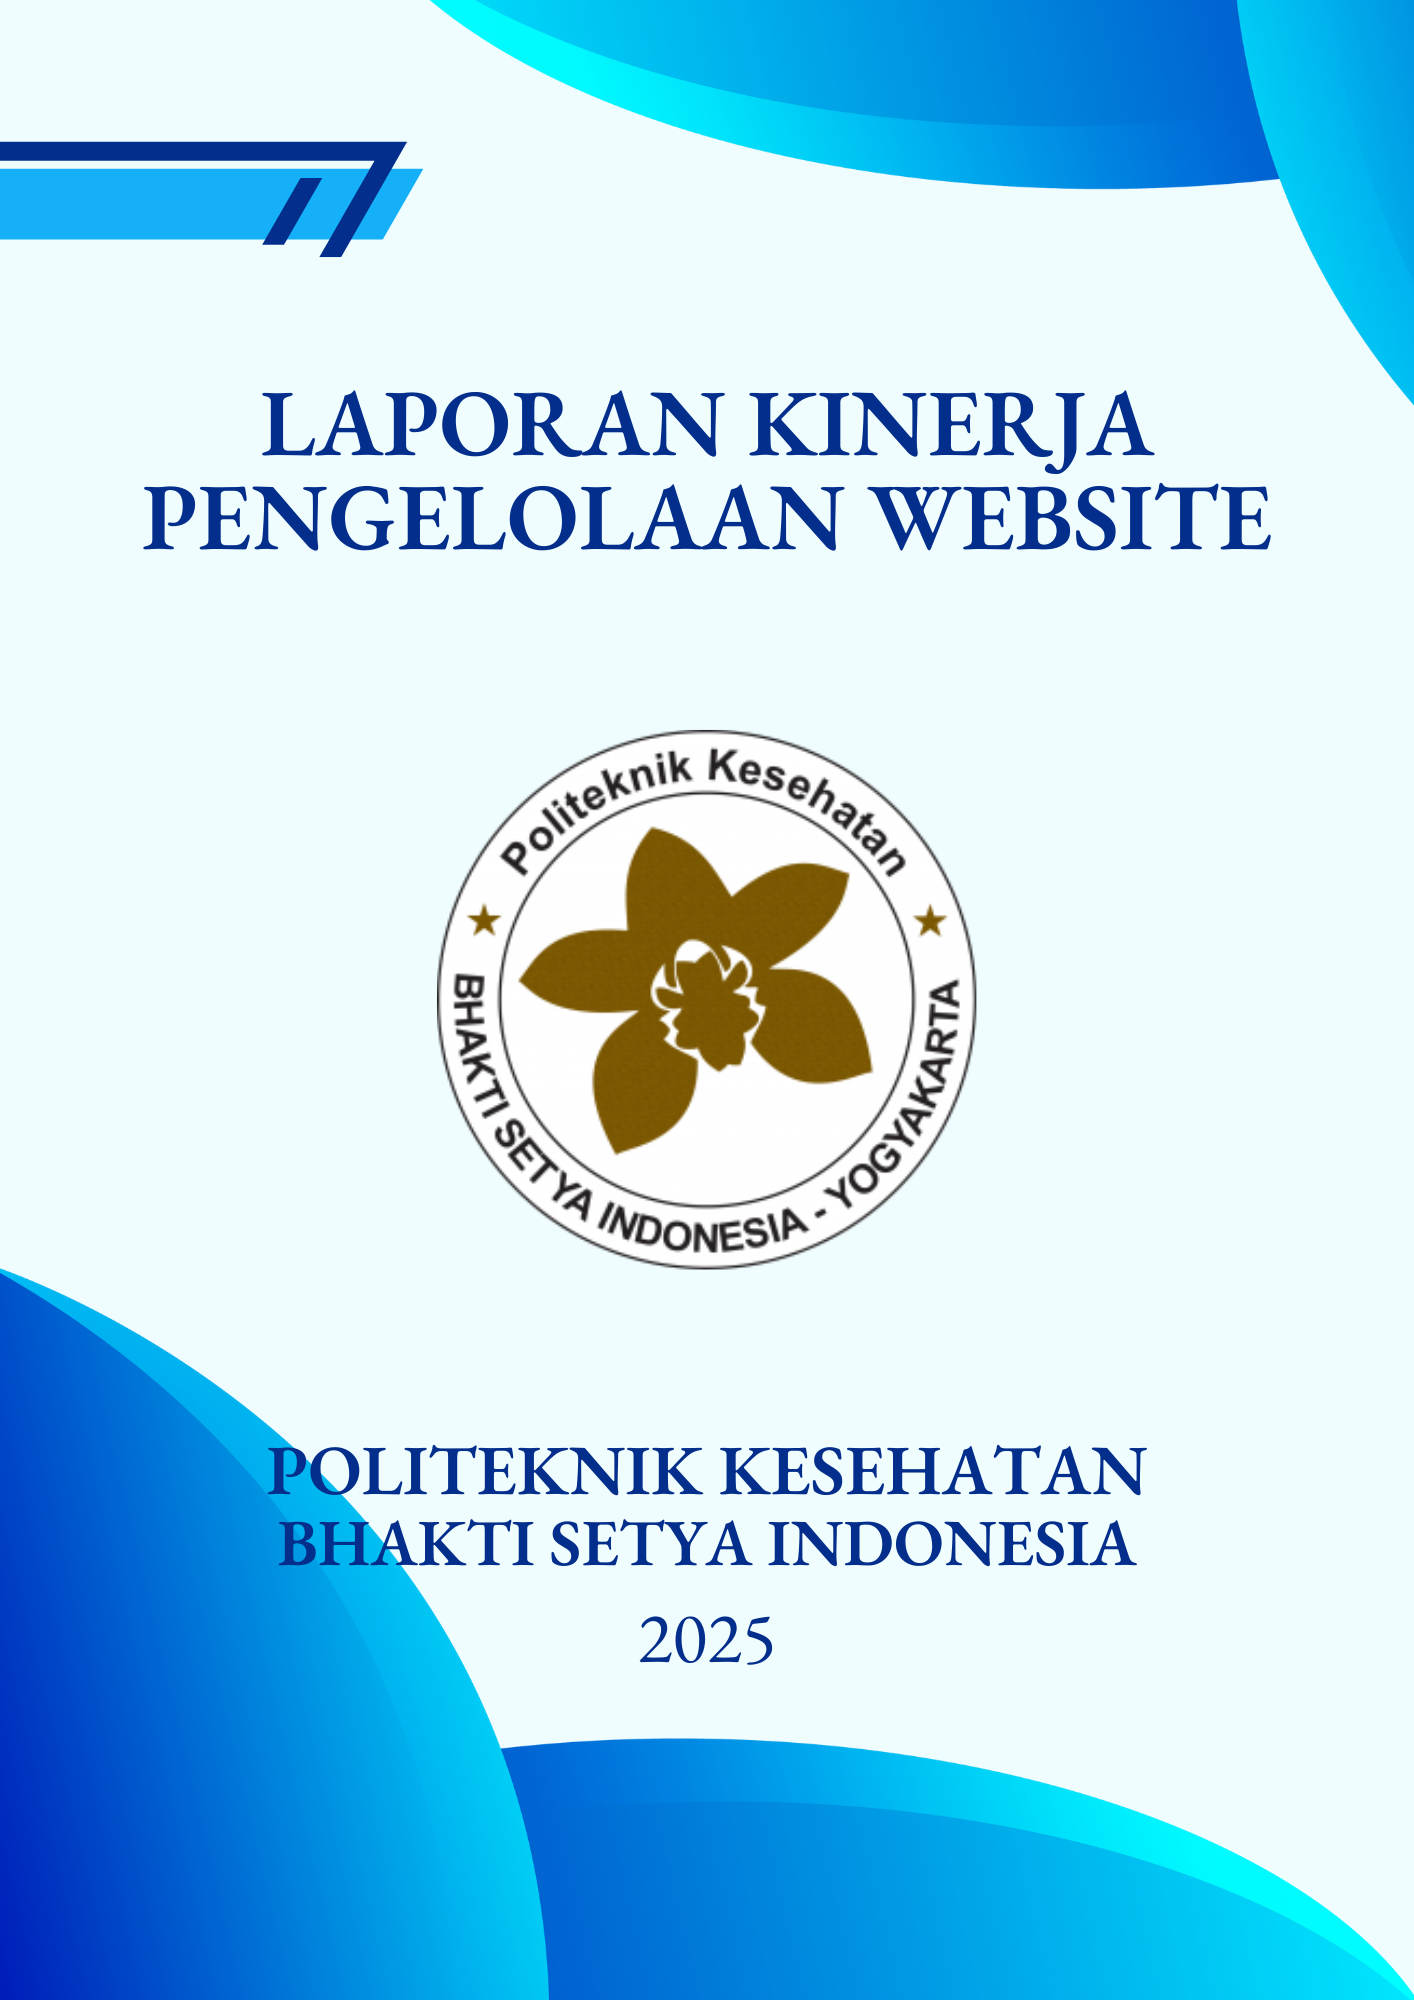 LAPORAN KINERJA
PENGELOLAAN WEBSITE
Politeknik Kesehatan
BHAKTI SETYA INDONESIA - YOGYAKARTA
POLITEKNIK KESEHATAN
BHAKTI SETYA INDONESIA
2025